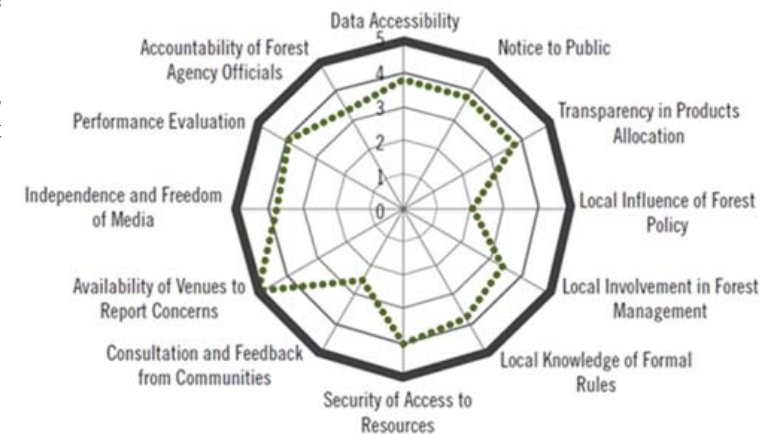 Data Accessibility
Notice to Public
Transparency in Products
Allocation
Local Influence of Forest
Policy
Local Involvement in Forest
Management
Local Knowledge of Formal
Rules
Security of Access to
Resources
Consultation and Feedback
from Communities
Availability of Venues to
Report Concerns
Independence and Freedom
of Media
Performance Evaluation
Accountability of Forest
Agency Officials
5
4
3
2
1
0